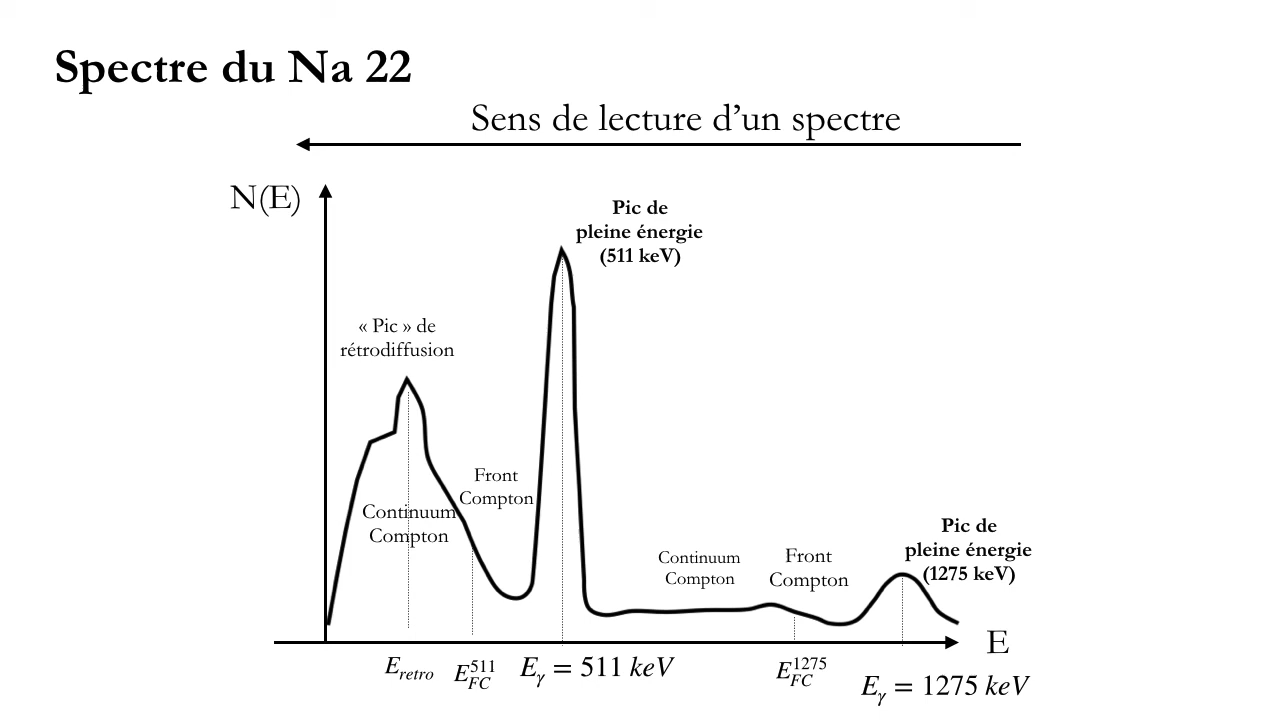 Spectre du Na 22
Sens de lecture d’un spectre
N(E)
Pic de
pleine énergie
(511 keV)
« Pic » de
rétrodiffusion
Front
Compton
Continuum
Compton
Continuum
Compton
Front
Compton
Pic de
pleine énergie
(1275 keV)
E
E_retro
E_FC^511
E_γ = 511 keV
E_FC^1275
E_γ = 1275 keV